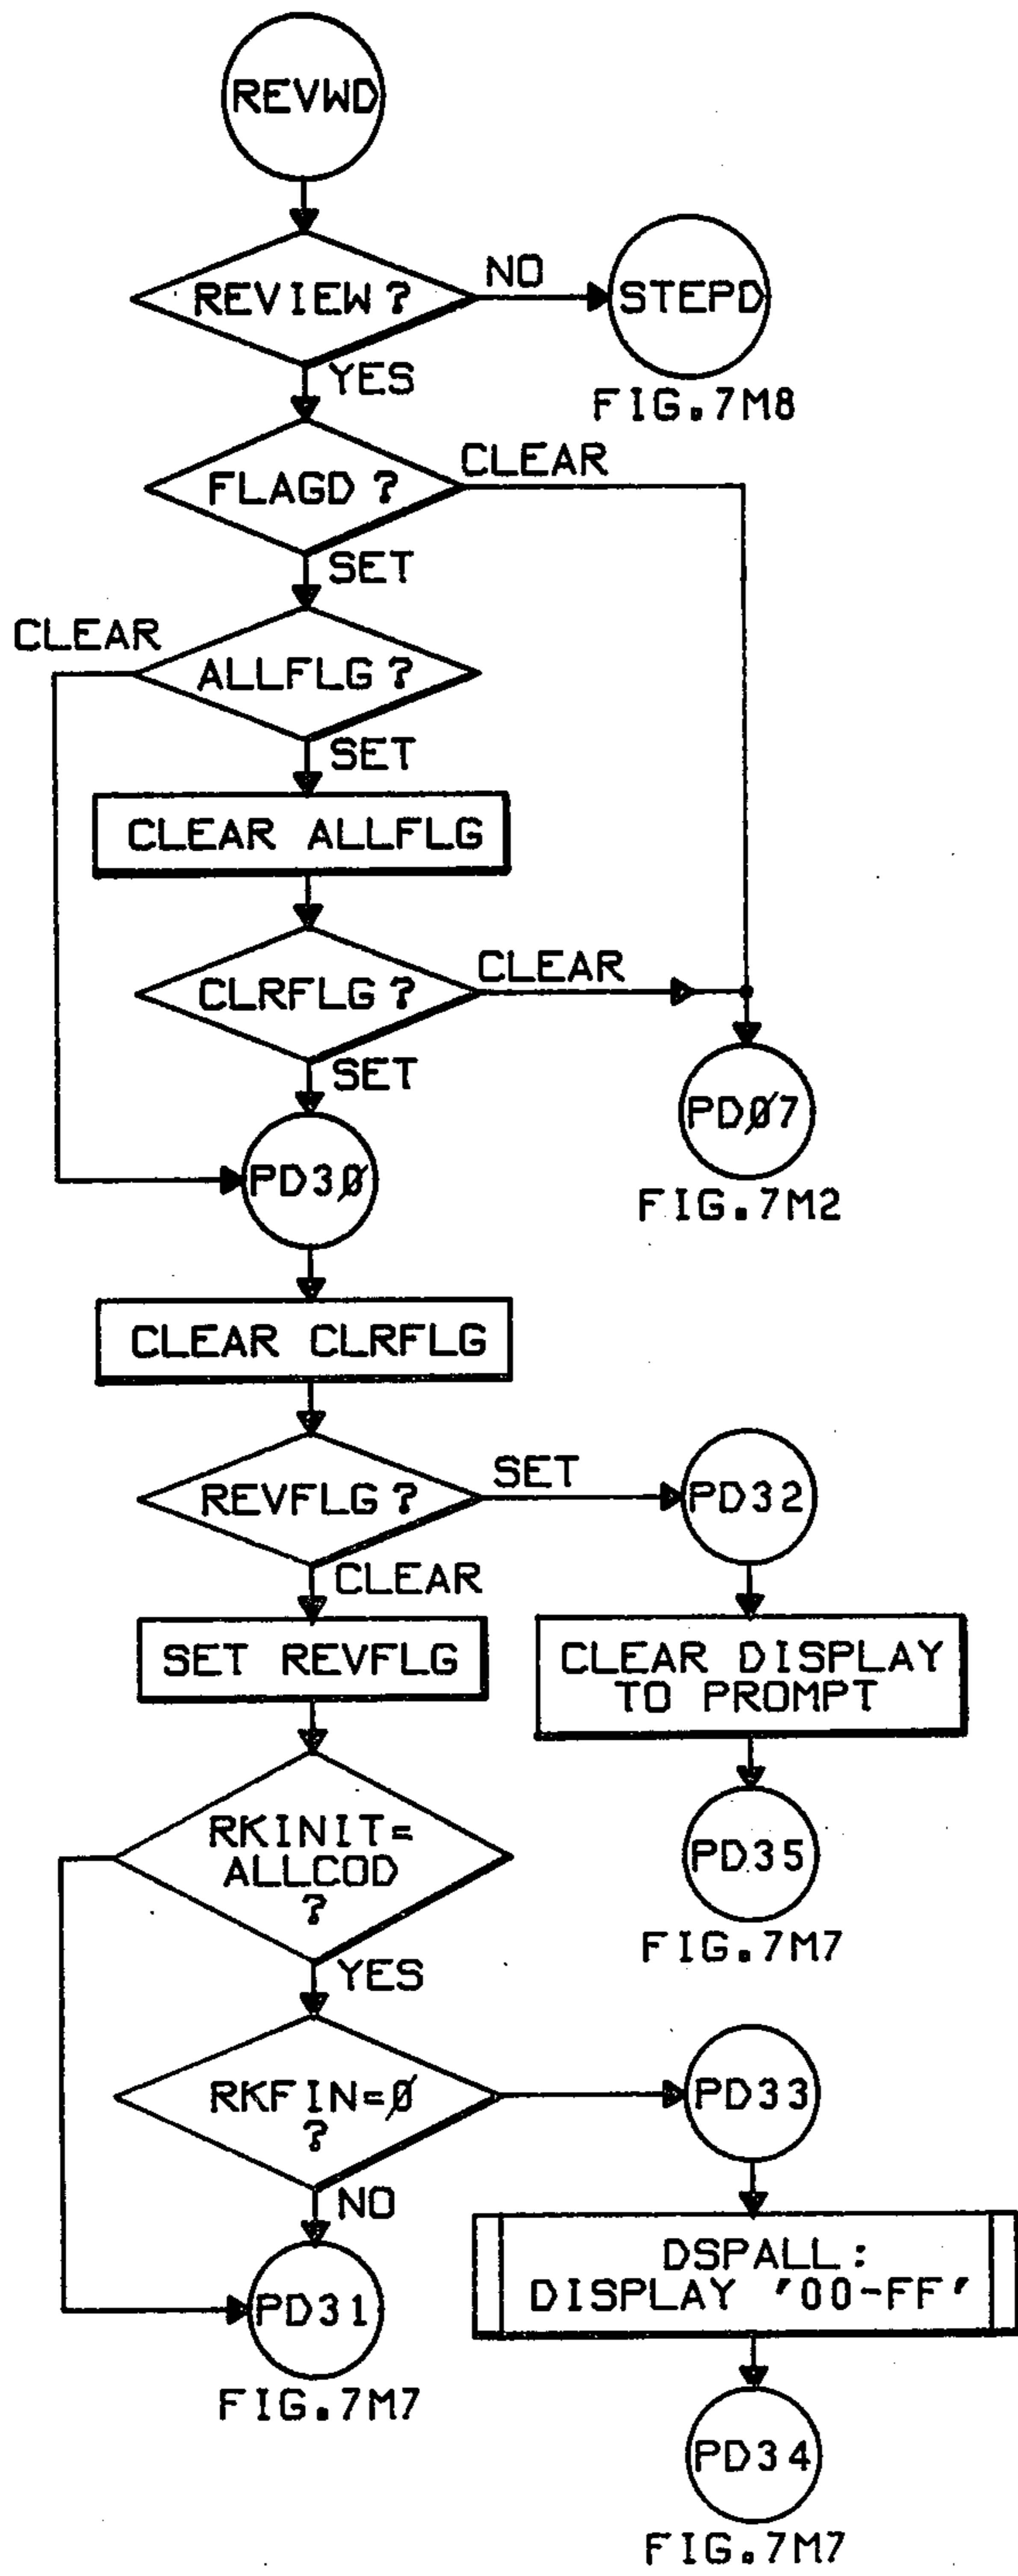 REVWD
REVIEW ?
NO
STEPD
FIG.7M8
YES
FLAGD ?
CLEAR
SET
CLEAR
ALLFLG ?
SET
CLEAR ALLFLG
CLRFLG ?
CLEAR
SET
PD30
PD07
FIG.7M2
CLEAR CLRFLG
REVFLG ?
SET
PD32
CLEAR
SET REVFLG
CLEAR DISPLAY
TO PROMPT
RKINIT=
ALLCOD
?
PD35
FIG.7M7
YES
RKFIN=0
?
PD33
NO
PD31
FIG.7M7
DSPALL:
DISPLAY '00-FF'
PD34
FIG.7M7